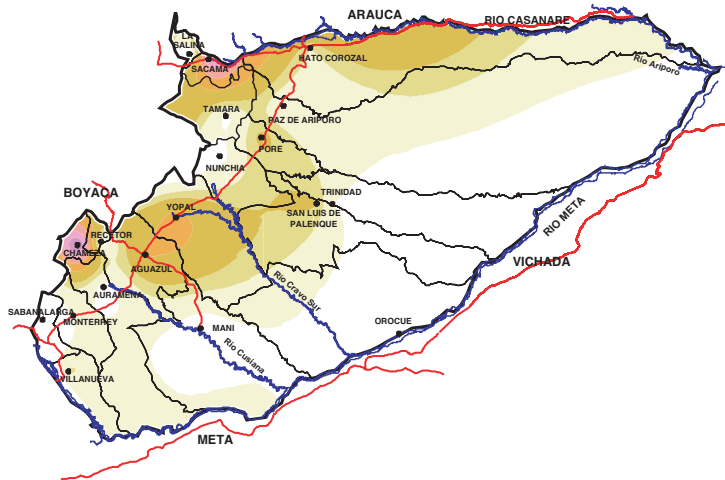 ARAUCA
RIO CASANARE
LA
SALINA
SACAMA
HATO COROZAL
Rio Ariporo
TAMARA
PAZ DE ARIPORO
PORE
NUNCHIA
BOYACA
YOPAL
TRINIDAD
SAN LUIS DE
PALENQUE
RECETOR
CHAMEZA
AGUAZUL
RIO META
VICHADA
AURAMENA
Rio Cravo Sur
SABANALARGA
MONTERREY
MANI
OROCUE
Rio Cusiana
VILLANUEVA
META